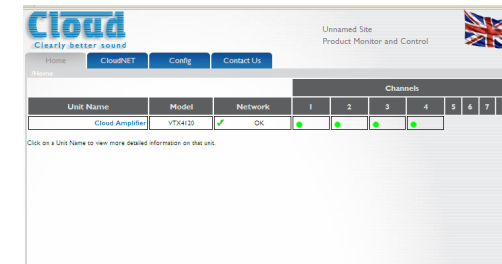 Cloud
Clearly better sound
Unnamed Site
Product Monitor and Control
Home CloudNET Config Contact Us
/Home
Channels
Unit Name Model Network 1 2 3 4 5 6 7
Cloud Amplifier VTX4120 OK
Click on a Unit Name to view more detailed information on that unit.